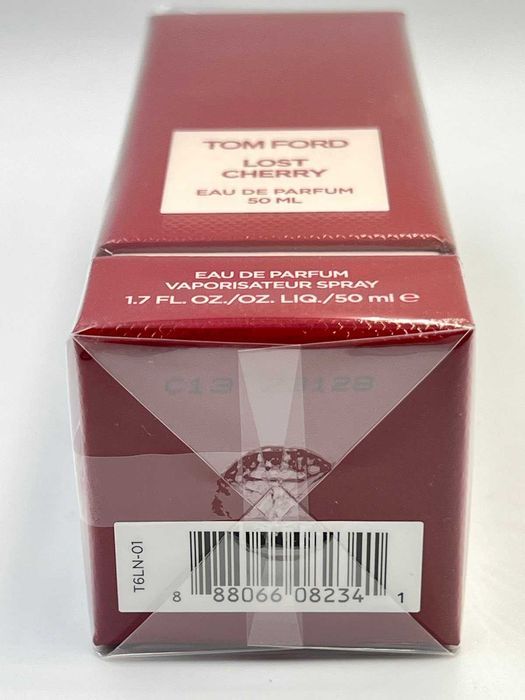 TOM FORD
LOST
CHERRY
EAU DE PARFUM
50 ML
EAU DE PARFUM
VAPORISATEUR SPRAY
1.7 FL. OZ./OZ. LIQ./50 ml ℮
C13
T6LN-01
8 88066 08234 1